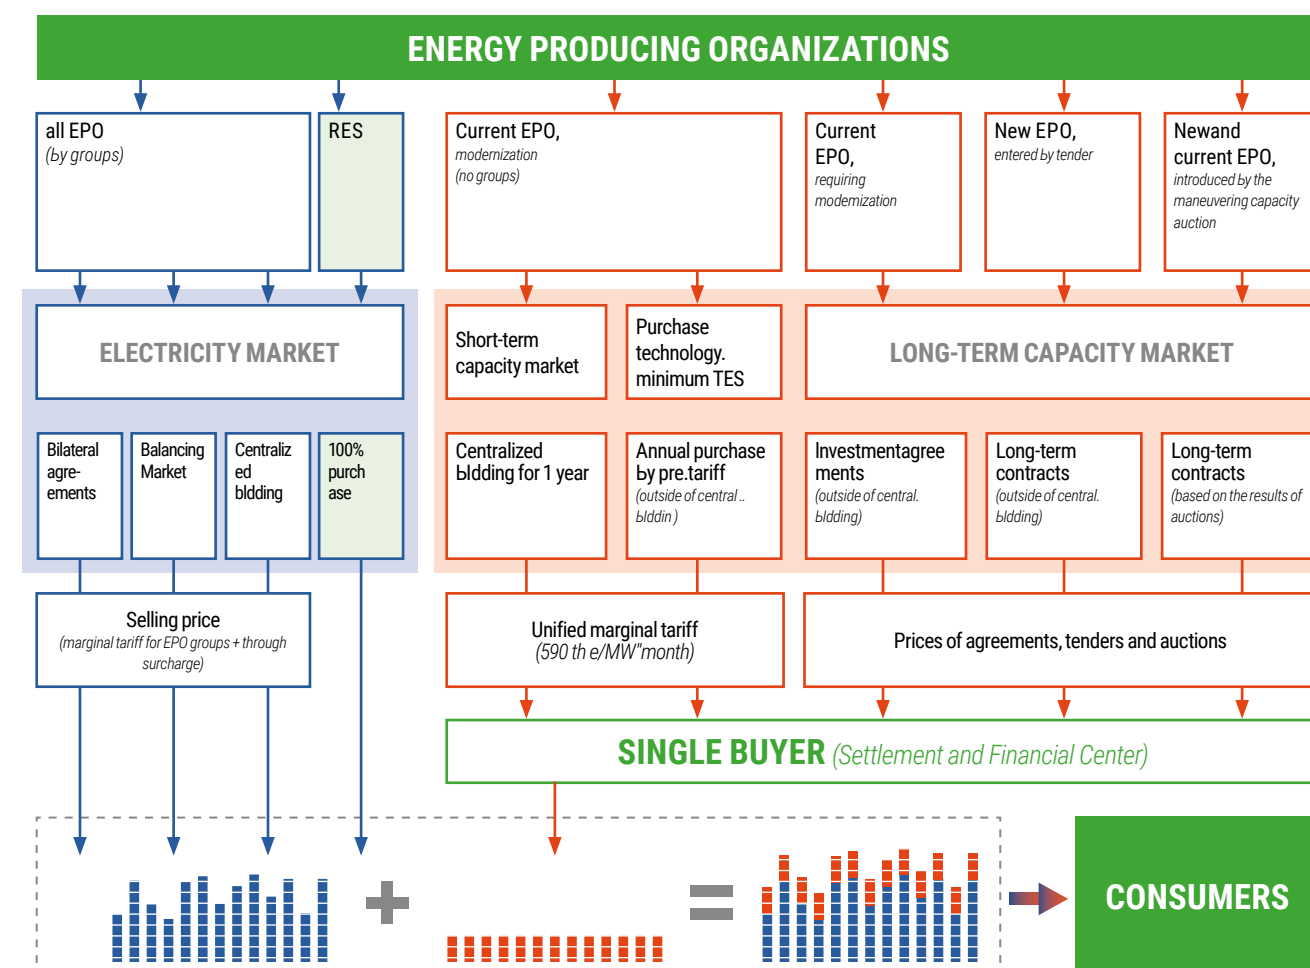 ENERGY PRODUCING ORGANIZATIONS
all EPO
(by groups)
RES
Current EPO,
modernization
(no groups)
Current
EPO,
requiring
modemization
New EPO,
entered by tender
Newand
current EPO,
introduced by the
maneuvering capacity
auction
ELECTRICITY MARKET
Short-term
capacity market
Purchase
technology.
minimum TES
LONG-TERM CAPACITY MARKET
Bilateral
agre-
ements
Balancing
Market
Centraliz
ed
bldding
100%
purch
ase
Centralized
bldding for 1 year
Annual purchase
by pre.tariff
(outside of central ..
blddin )
Investmentagree
ments
(outside of central.
bldding)
Long-term
contracts
(outside of central.
bldding)
Long-term
contracts
(based on the results of
auctions)
Selling price
(marginal tariff for EPO groups + through
surcharge)
Unified marginal tariff
(590 th e/MW"month)
Prices of agreements, tenders and auctions
SINGLE BUYER (Settlement and Financial Center)
+
=
CONSUMERS